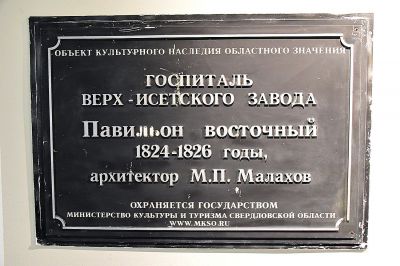 ОБЪЕКТ КУЛЬТУРНОГО НАСЛЕДИЯ ОБЛАСТНОГО ЗНАЧЕНИЯ
ГОСПИТАЛЬ
ВЕРХ-ИСЕТСКОГО ЗАВОДА
Павильон восточный
1824-1826 годы,
архитектор М.П. Малахов
ОХРАНЯЕТСЯ ГОСУДАРСТВОМ
МИНИСТЕРСТВО КУЛЬТУРЫ И ТУРИЗМА СВЕРДЛОВСКОЙ ОБЛАСТИ
WWW.MKSO.RU